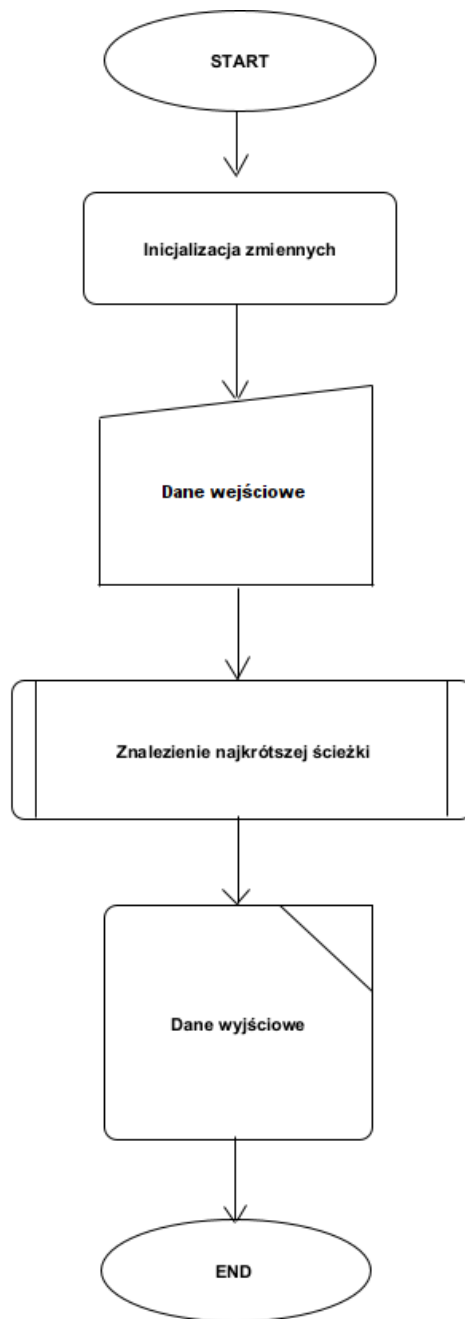 START
Inicjalizacja zmiennych
Dane wejściowe
Znalezienie najkrótszej ścieżki
Dane wyjściowe
END